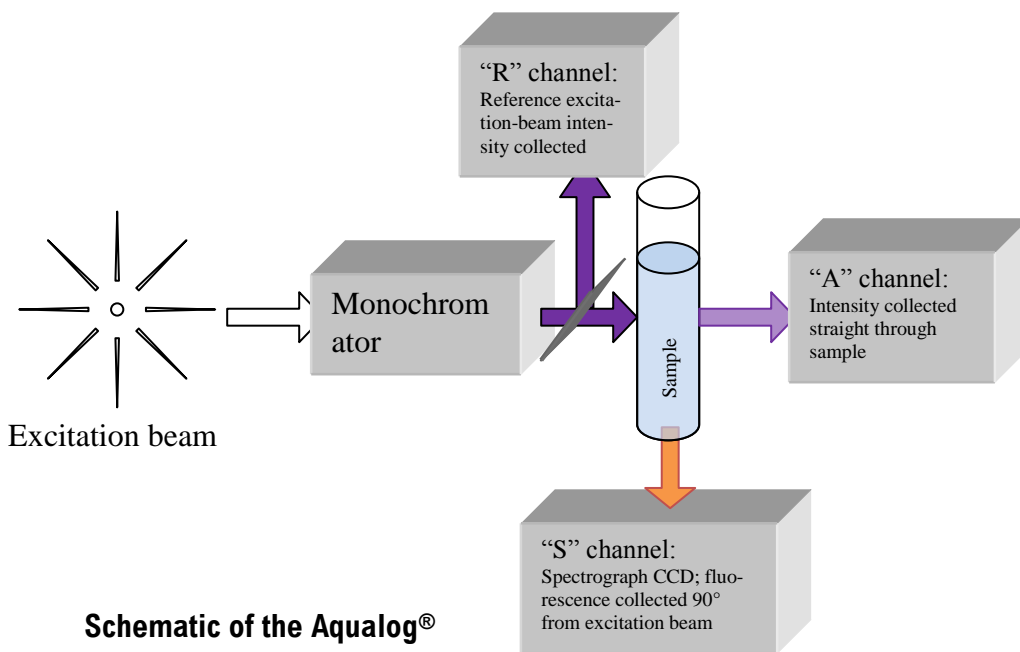 “R” channel:
Reference excita-
tion-beam inten-
sity collected
“A” channel:
Intensity collected
straight through
sample
Monochrom
ator
Sample
Excitation beam
“S” channel:
Spectrograph CCD; fluo-
rescence collected 90°
from excitation beam
Schematic of the Aqualog®